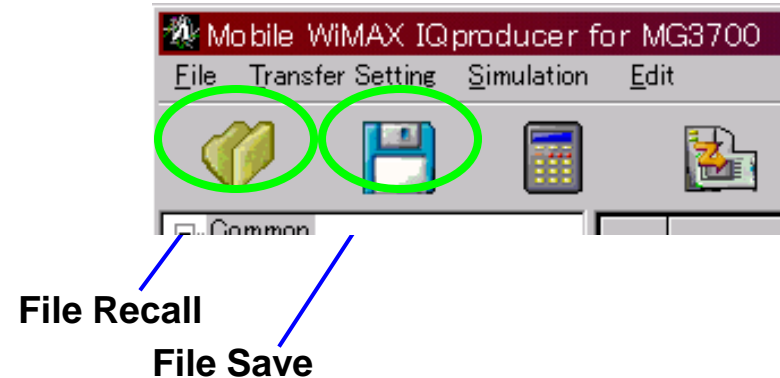 Mobile WiMAX IQproducer for MG3700
File Transfer Setting Simulation Edit
Common
File Recall
File Save